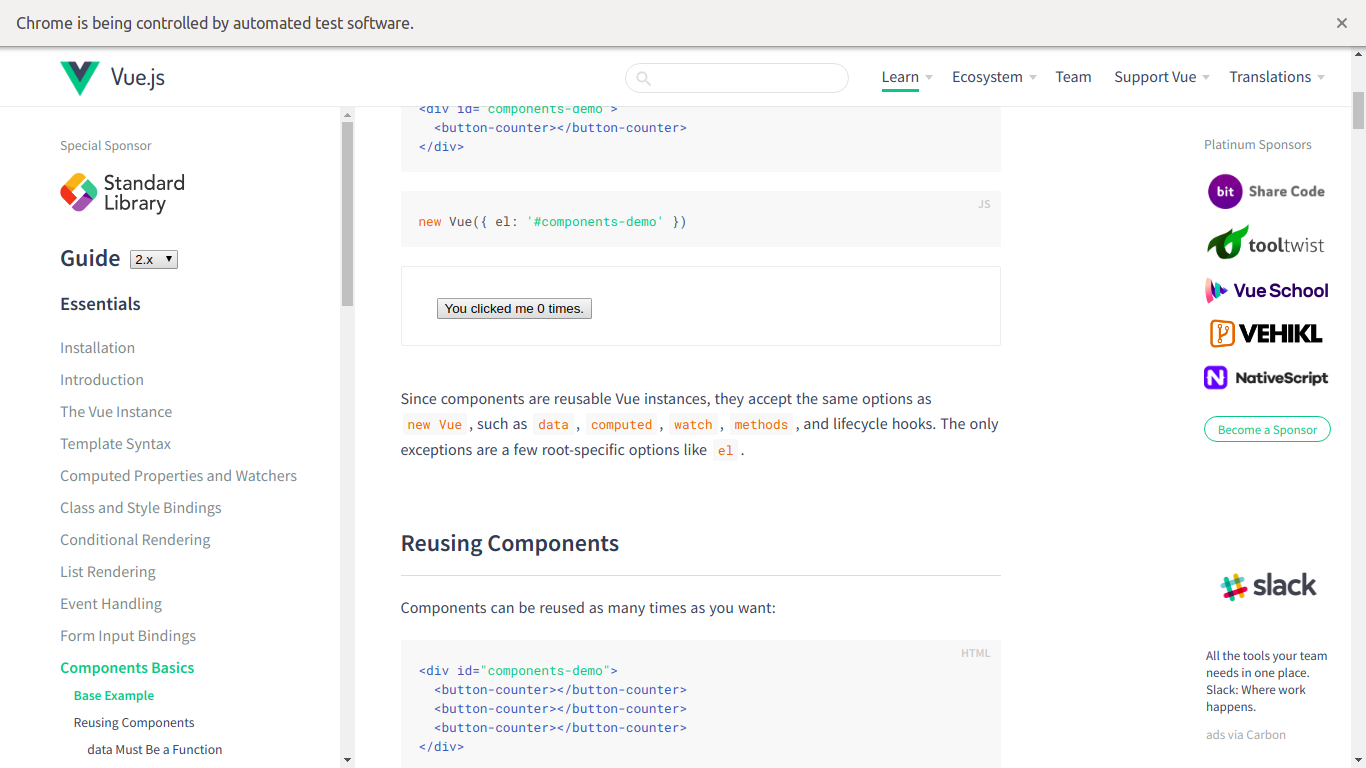 Chrome is being controlled by automated test software.
Vue.js
Learn
Ecosystem
Team
Support Vue
Translations
Special Sponsor
Standard
Library
Guide
2.x
Essentials
Installation
Introduction
The Vue Instance
Template Syntax
Computed Properties and Watchers
Class and Style Bindings
Conditional Rendering
List Rendering
Event Handling
Form Input Bindings
Components Basics
Base Example
Reusing Components
data Must Be a Function
<div id="components-demo">
<button-counter></button-counter>
</div>
JS
new Vue({ el: '#components-demo' })
You clicked me 0 times.
Since components are reusable Vue instances, they accept the same options as
new Vue , such as data , computed , watch , methods , and lifecycle hooks. The only
exceptions are a few root-specific options like el .
Reusing Components
Components can be reused as many times as you want:
HTML
<div id="components-demo">
<button-counter></button-counter>
<button-counter></button-counter>
<button-counter></button-counter>
</div>
Platinum Sponsors
bit Share Code
tooltwist
Vue School
VEHIKL
NativeScript
Become a Sponsor
slack
All the tools your team
needs in one place.
Slack: Where work
happens.
ads via Carbon